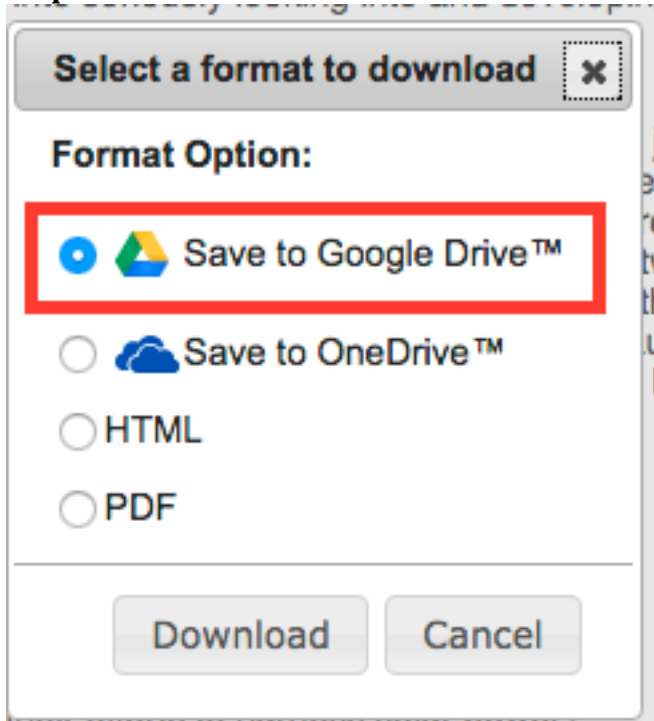 Select a format to download
Format Option:
Save to Google Drive™
Save to OneDrive™
HTML
PDF
Download Cancel